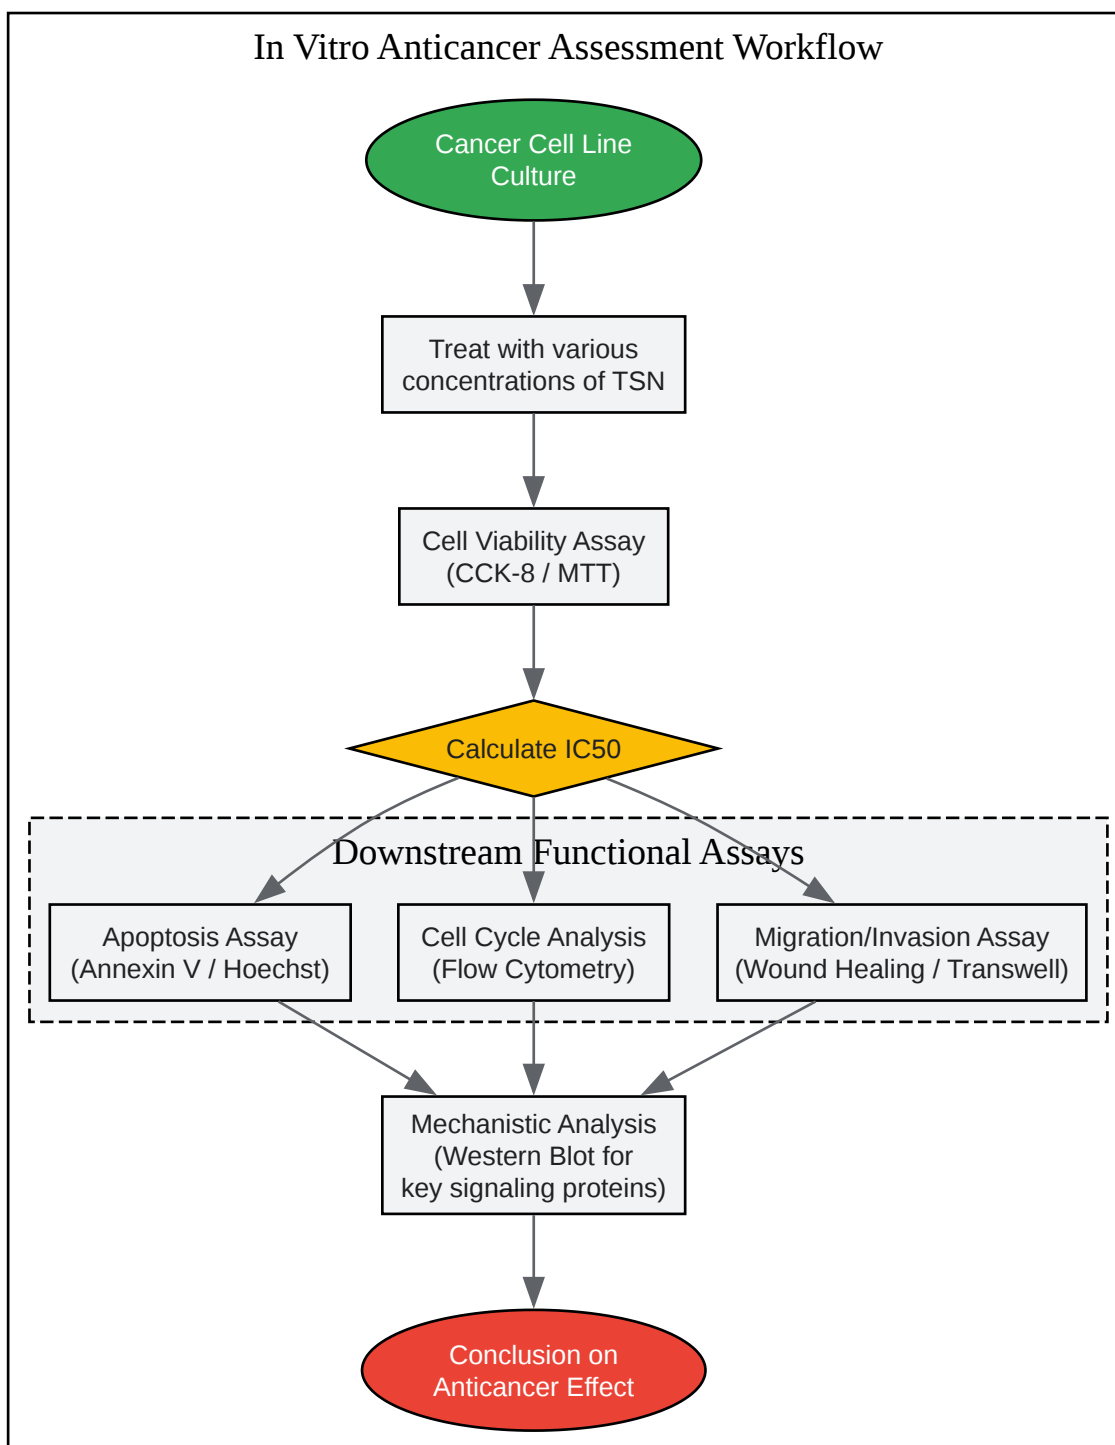 In Vitro Anticancer Assessment Workflow
Cancer Cell Line
Culture
Treat with various
concentrations of TSN
Cell Viability Assay
(CCK-8 / MTT)
Calculate IC50
Downstream Functional Assays
Apoptosis Assay
(Annexin V / Hoechst)
Cell Cycle Analysis
(Flow Cytometry)
Migration/Invasion Assay
(Wound Healing / Transwell)
Mechanistic Analysis
(Western Blot for
key signaling proteins)
Conclusion on
Anticancer Effect